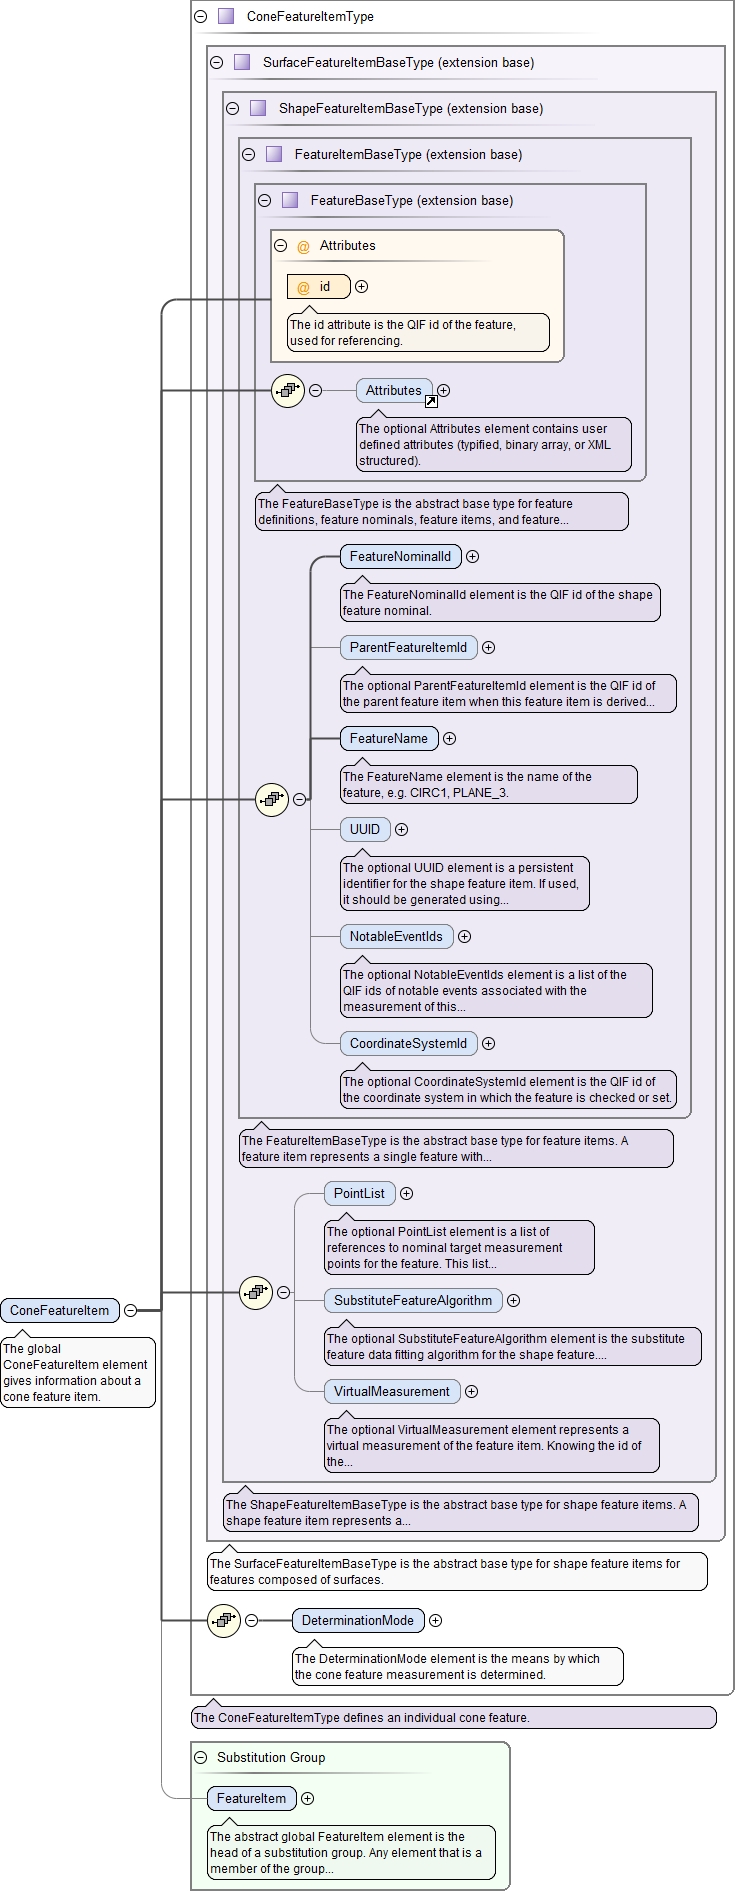 ConeFeatureItemType
SurfaceFeatureItemBaseType (extension base)
ShapeFeatureItemBaseType (extension base)
FeatureItemBaseType (extension base)
FeatureBaseType (extension base)
@ Attributes
@ id
The id attribute is the QIF id of the feature,
used for referencing.
Attributes
The optional Attributes element contains user
defined attributes (typified, binary array, or XML
structured).
The FeatureBaseType is the abstract base type for feature
definitions, feature nominals, feature items, and feature...
FeatureNominalId
The FeatureNominalId element is the QIF id of the shape
feature nominal.
ParentFeatureItemId
The optional ParentFeatureItemId element is the QIF id of
the parent feature item when this feature item is derived...
FeatureName
The FeatureName element is the name of the
feature, e.g. CIRC1, PLANE_3.
UUID
The optional UUID element is a persistent
identifier for the shape feature item. If used,
it should be generated using...
NotableEventIds
The optional NotableEventIds element is a list of the
QIF ids of notable events associated with the
measurement of this...
CoordinateSystemId
The optional CoordinateSystemId element is the QIF id of
the coordinate system in which the feature is checked or set.
The FeatureItemBaseType is the abstract base type for feature items. A
feature item represents a single feature with...
PointList
The optional PointList element is a list of
references to nominal target measurement
points for the feature. This list...
SubstituteFeatureAlgorithm
The optional SubstituteFeatureAlgorithm element is the substitute
feature data fitting algorithm for the shape feature....
VirtualMeasurement
The optional VirtualMeasurement element represents a
virtual measurement of the feature item. Knowing the id of
the...
The ShapeFeatureItemBaseType is the abstract base type for shape feature items. A
shape feature item represents a...
The SurfaceFeatureItemBaseType is the abstract base type for shape feature items for
features composed of surfaces.
ConeFeatureItem
The global
ConeFeatureItem element
gives information about a
cone feature item.
DeterminationMode
The DeterminationMode element is the means by which
the cone feature measurement is determined.
The ConeFeatureItemType defines an individual cone feature.
Substitution Group
FeatureItem
The abstract global FeatureItem element is the
head of a substitution group. Any element that is a
member of the group...